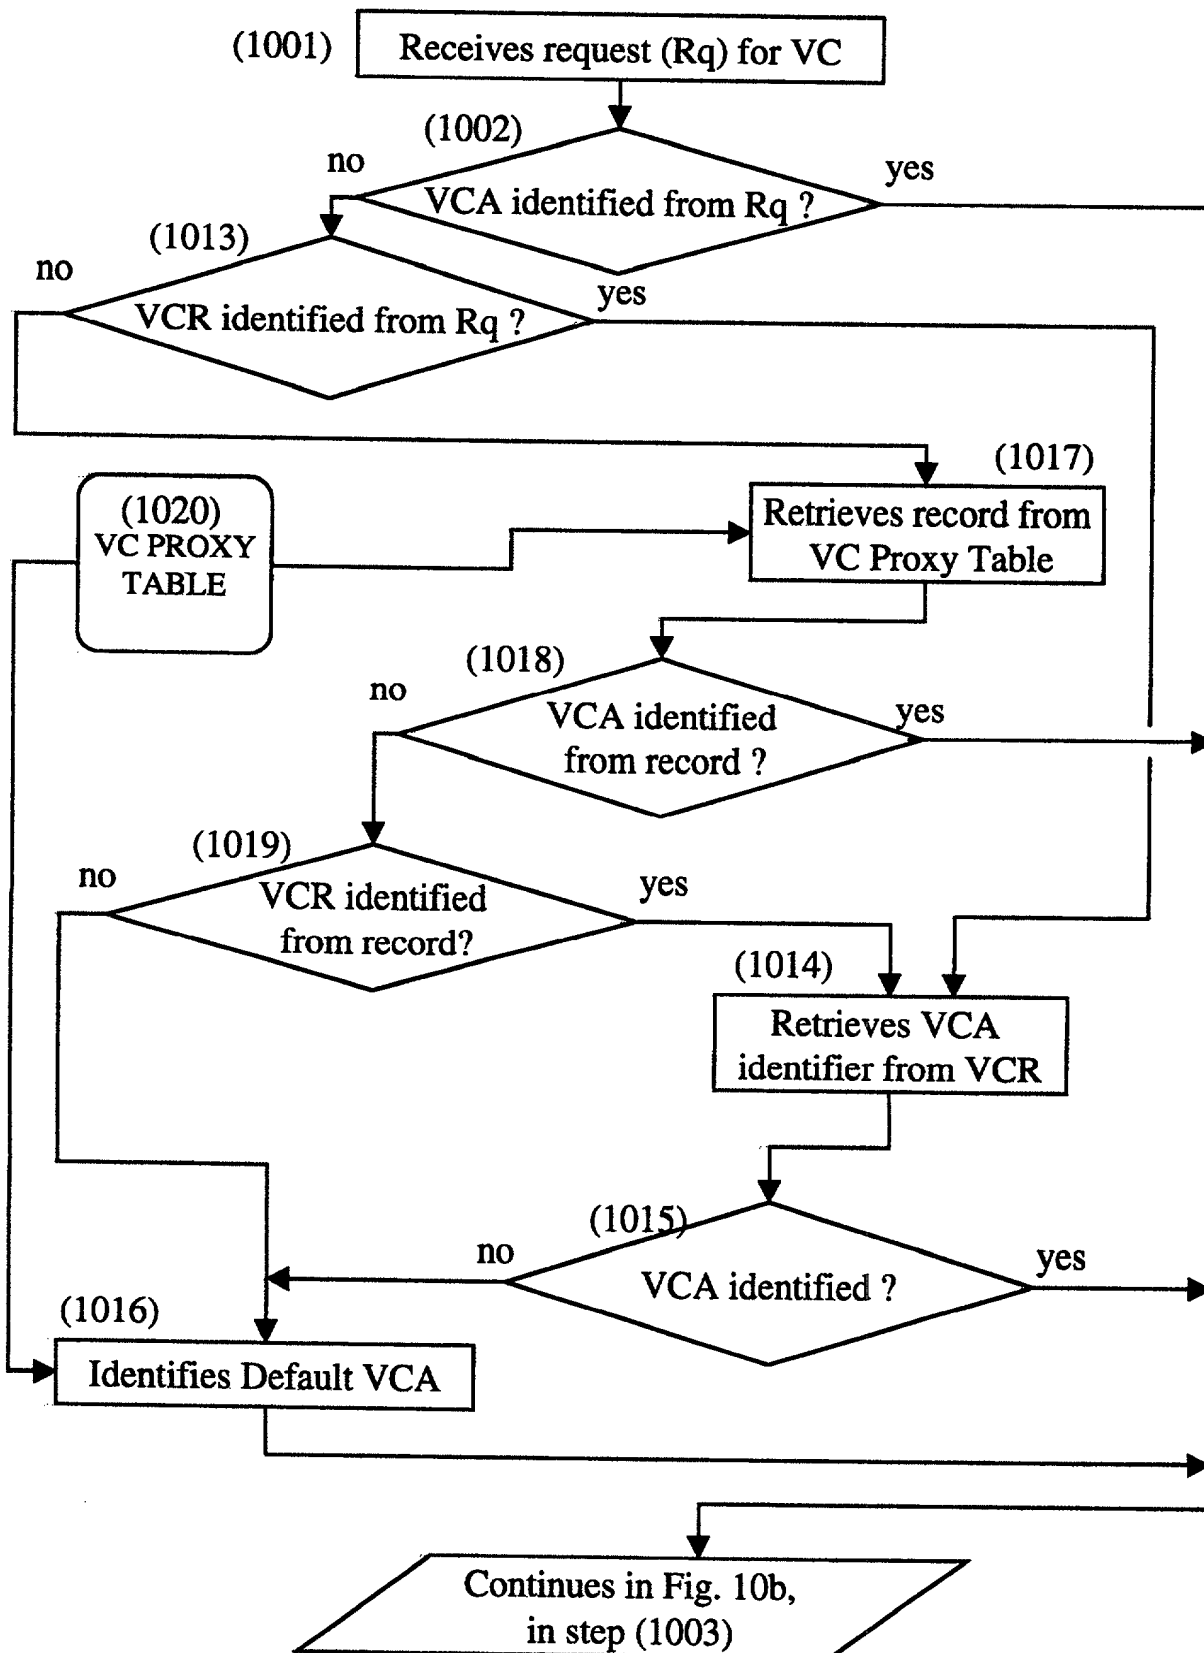 (1001)
Receives request (Rq) for VC
(1002)
no
yes
VCA identified from Rq ?
(1013)
no
yes
VCR identified from Rq ?
(1017)
(1020)
VC PROXY
TABLE
Retrieves record from
VC Proxy Table
(1018)
no
yes
VCA identified
from record ?
(1019)
no
yes
VCR identified
from record?
(1014)
Retrieves VCA
identifier from VCR
(1015)
no
yes
VCA identified ?
(1016)
Identifies Default VCA
Continues in Fig. 10b,
in step (1003)